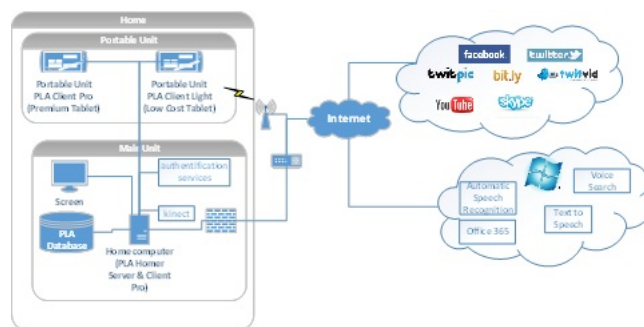 Home
Portable Unit
Portable Unit
PLA Client Pro
(Premium Tablet)
Portable Unit
PLA Client Light
(Low Cost Tablet)
Main Unit
authentification
services
Screen
kinect
PLA
Database
Home computer
(PLA Homer
Server & Client
Pro)
Internet
facebook
twitter
twitpic
bit.ly
twitvid
YouTube
skype
Automatic
Speech
Recognition
Voice
Search
Text to
Speech
Office 365